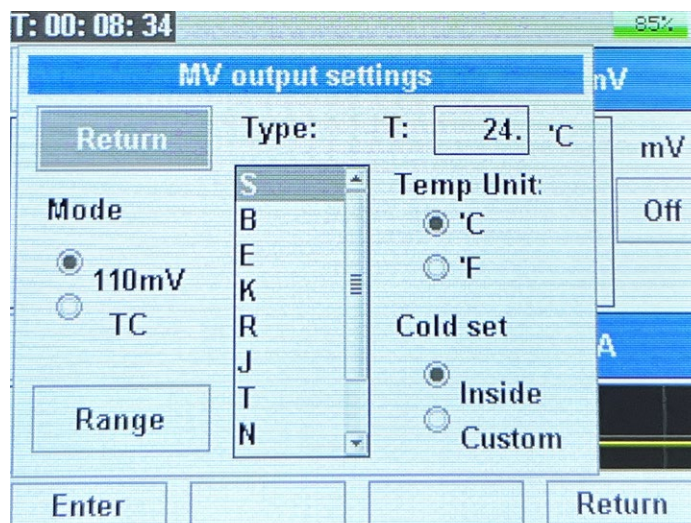 T: 00: 08: 34
85%
MV output settings
mV
Return
Type:
T:
24.
'C
mV
Off
Mode
110mV
TC
S
B
E
K
R
J
T
N
Temp Unit:
'C
'F
Cold set
Inside
Custom
A
Range
Enter
Return